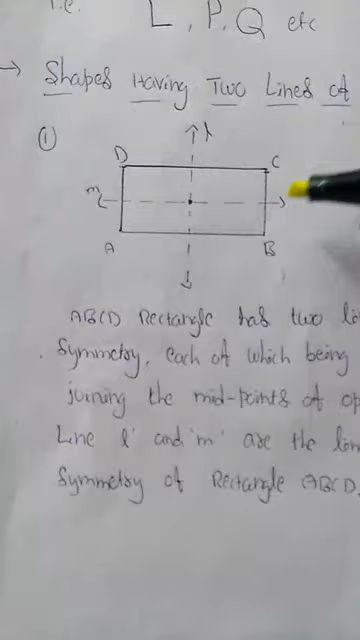 i.e.
L, P, Q etc
→ Shapes Having Two Lines of
①
l
D
C
m
A
B
ABCD Rectangle has two
Symmetry, each of which being
joining the mid-points of
Line l' and 'm' are the
Symmetry of Rectangle ABCD.